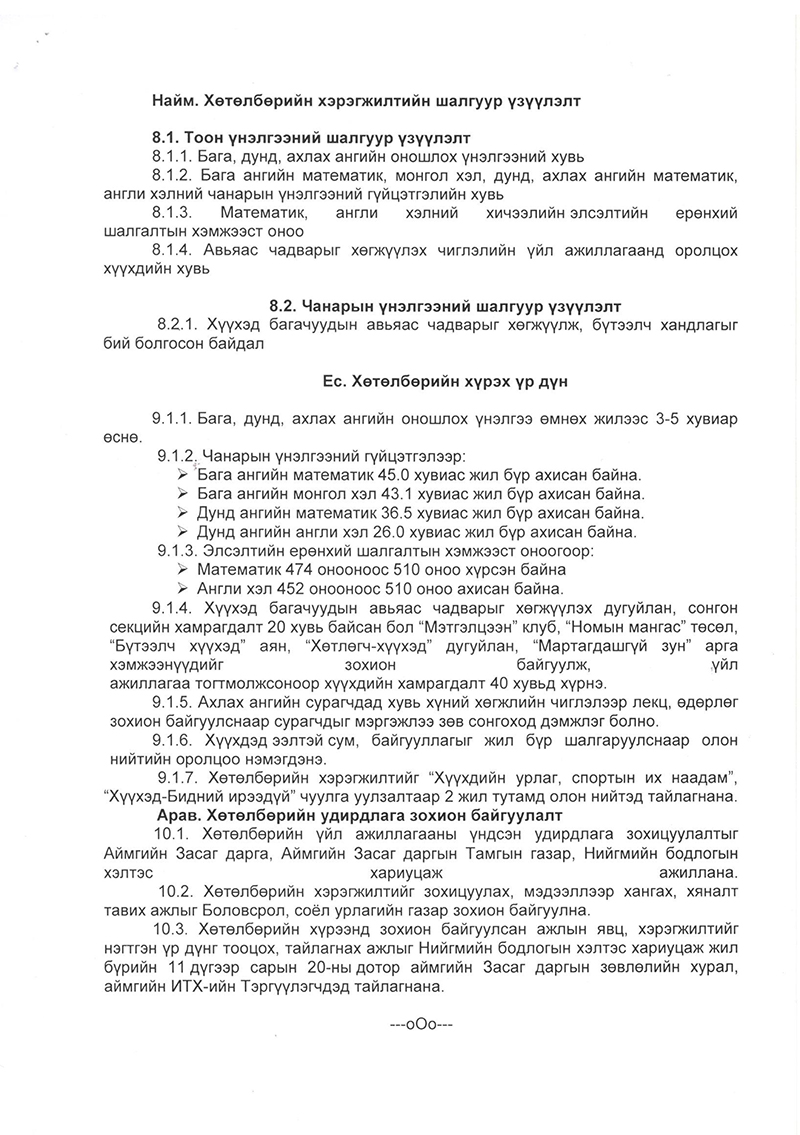 Найм. Хөтөлбөрийн хэрэгжилтийн шалгуур үзүүлэлт
8.1. Тоон үнэлгээний шалгуур үзүүлэлт
8.1.1. Бага, дунд, ахлах ангийн оношлох үнэлгээний хувь
8.1.2. Бага ангийн математик, монгол хэл, дунд, ахлах ангийн математик,
англи хэлний чанарын үнэлгээний гүйцэтгэлийн хувь
8.1.3. Математик, англи хэлний хичээлийн элсэлтийн ерөнхий
шалгалтын хэмжээст оноо
8.1.4. Авьяас чадварыг хөгжүүлэх чиглэлийн үйл ажиллагаанд оролцох
хүүхдийн хувь
8.2. Чанарын үнэлгээний шалгуур үзүүлэлт
8.2.1. Хүүхэд багачуудын авьяас чадварыг хөгжүүлж, бүтээлч хандлагыг
бий болгосон байдал
Ес. Хөтөлбөрийн хүрэх үр дүн
9.1.1. Бага, дунд, ахлах ангийн оношлох үнэлгээ өмнөх жилээс 3-5 хувиар
өснө.
9.1.2. Чанарын үнэлгээний гүйцэтгэлээр:
➢ Бага ангийн математик 45.0 хувиас жил бүр ахисан байна.
➢ Бага ангийн монгол хэл 43.1 хувиас жил бүр ахисан байна.
➢ Дунд ангийн математик 36.5 хувиас жил бүр ахисан байна.
➢ Дунд ангийн англи хэл 26.0 хувиас жил бүр ахисан байна.
9.1.3. Элсэлтийн ерөнхий шалгалтын хэмжээст оноогоор:
➢ Математик 474 онооноос 510 оноо хүрсэн байна
➢ Англи хэл 452 онооноос 510 оноо ахисан байна.
9.1.4. Хүүхэд багачуудын авьяас чадварыг хөгжүүлэх дугуйлан, сонгон
секцийн хамрагдалт 20 хувь байсан бол “Мэтгэлцээн” клуб, “Номын мангас” төсөл,
“Бүтээлч хүүхэд” аян, “Хөтлөгч-хүүхэд” дугуйлан, “Мартагдашгүй зун” арга
хэмжээнүүдийг зохион байгуулж, үйл
ажиллагаа тогтмолжсоноор хүүхдийн хамрагдалт 40 хувьд хүрнэ.
9.1.5. Ахлах ангийн сурагчдад хувь хүний хөгжлийн чиглэлээр лекц, өдөрлөг
зохион байгуулснаар сурагчдыг мэргэжлээ зөв сонгоход дэмжлэг болно.
9.1.6. Хүүхдэд ээлтэй сум, байгууллагыг жил бүр шалгаруулснаар олон
нийтийн оролцоо нэмэгдэнэ.
9.1.7. Хөтөлбөрийн хэрэгжилтийг “Хүүхдийн урлаг, спортын их наадам”,
“Хүүхэд-Бидний ирээдүй” чуулга уулзалтаар 2 жил тутамд олон нийтэд тайлагнана.
Арав. Хөтөлбөрийн удирдлага зохион байгуулалт
10.1. Хөтөлбөрийн үйл ажиллагааны үндсэн удирдлага зохицуулалтыг
Аймгийн Засаг дарга, Аймгийн Засаг даргын Тамгын газар, Нийгмийн бодлогын
хэлтэс хариуцаж ажиллана.
10.2. Хөтөлбөрийн хэрэгжилтийг зохицуулах, мэдээллээр хангах, хяналт
тавих ажлыг Боловсрол, соёл урлагийн газар зохион байгуулна.
10.3. Хөтөлбөрийн хүрээнд зохион байгуулсан ажлын явц, хэрэгжилтийг
нэгтгэн үр дүнг тооцох, тайлагнах ажлыг Нийгмийн бодлогын хэлтэс хариуцаж жил
бүрийн 11 дүгээр сарын 20-ны дотор аймгийн Засаг даргын зөвлөлийн хурал,
аймгийн ИТХ-ийн Тэргүүлэгчдэд тайлагнана.
---оОо---